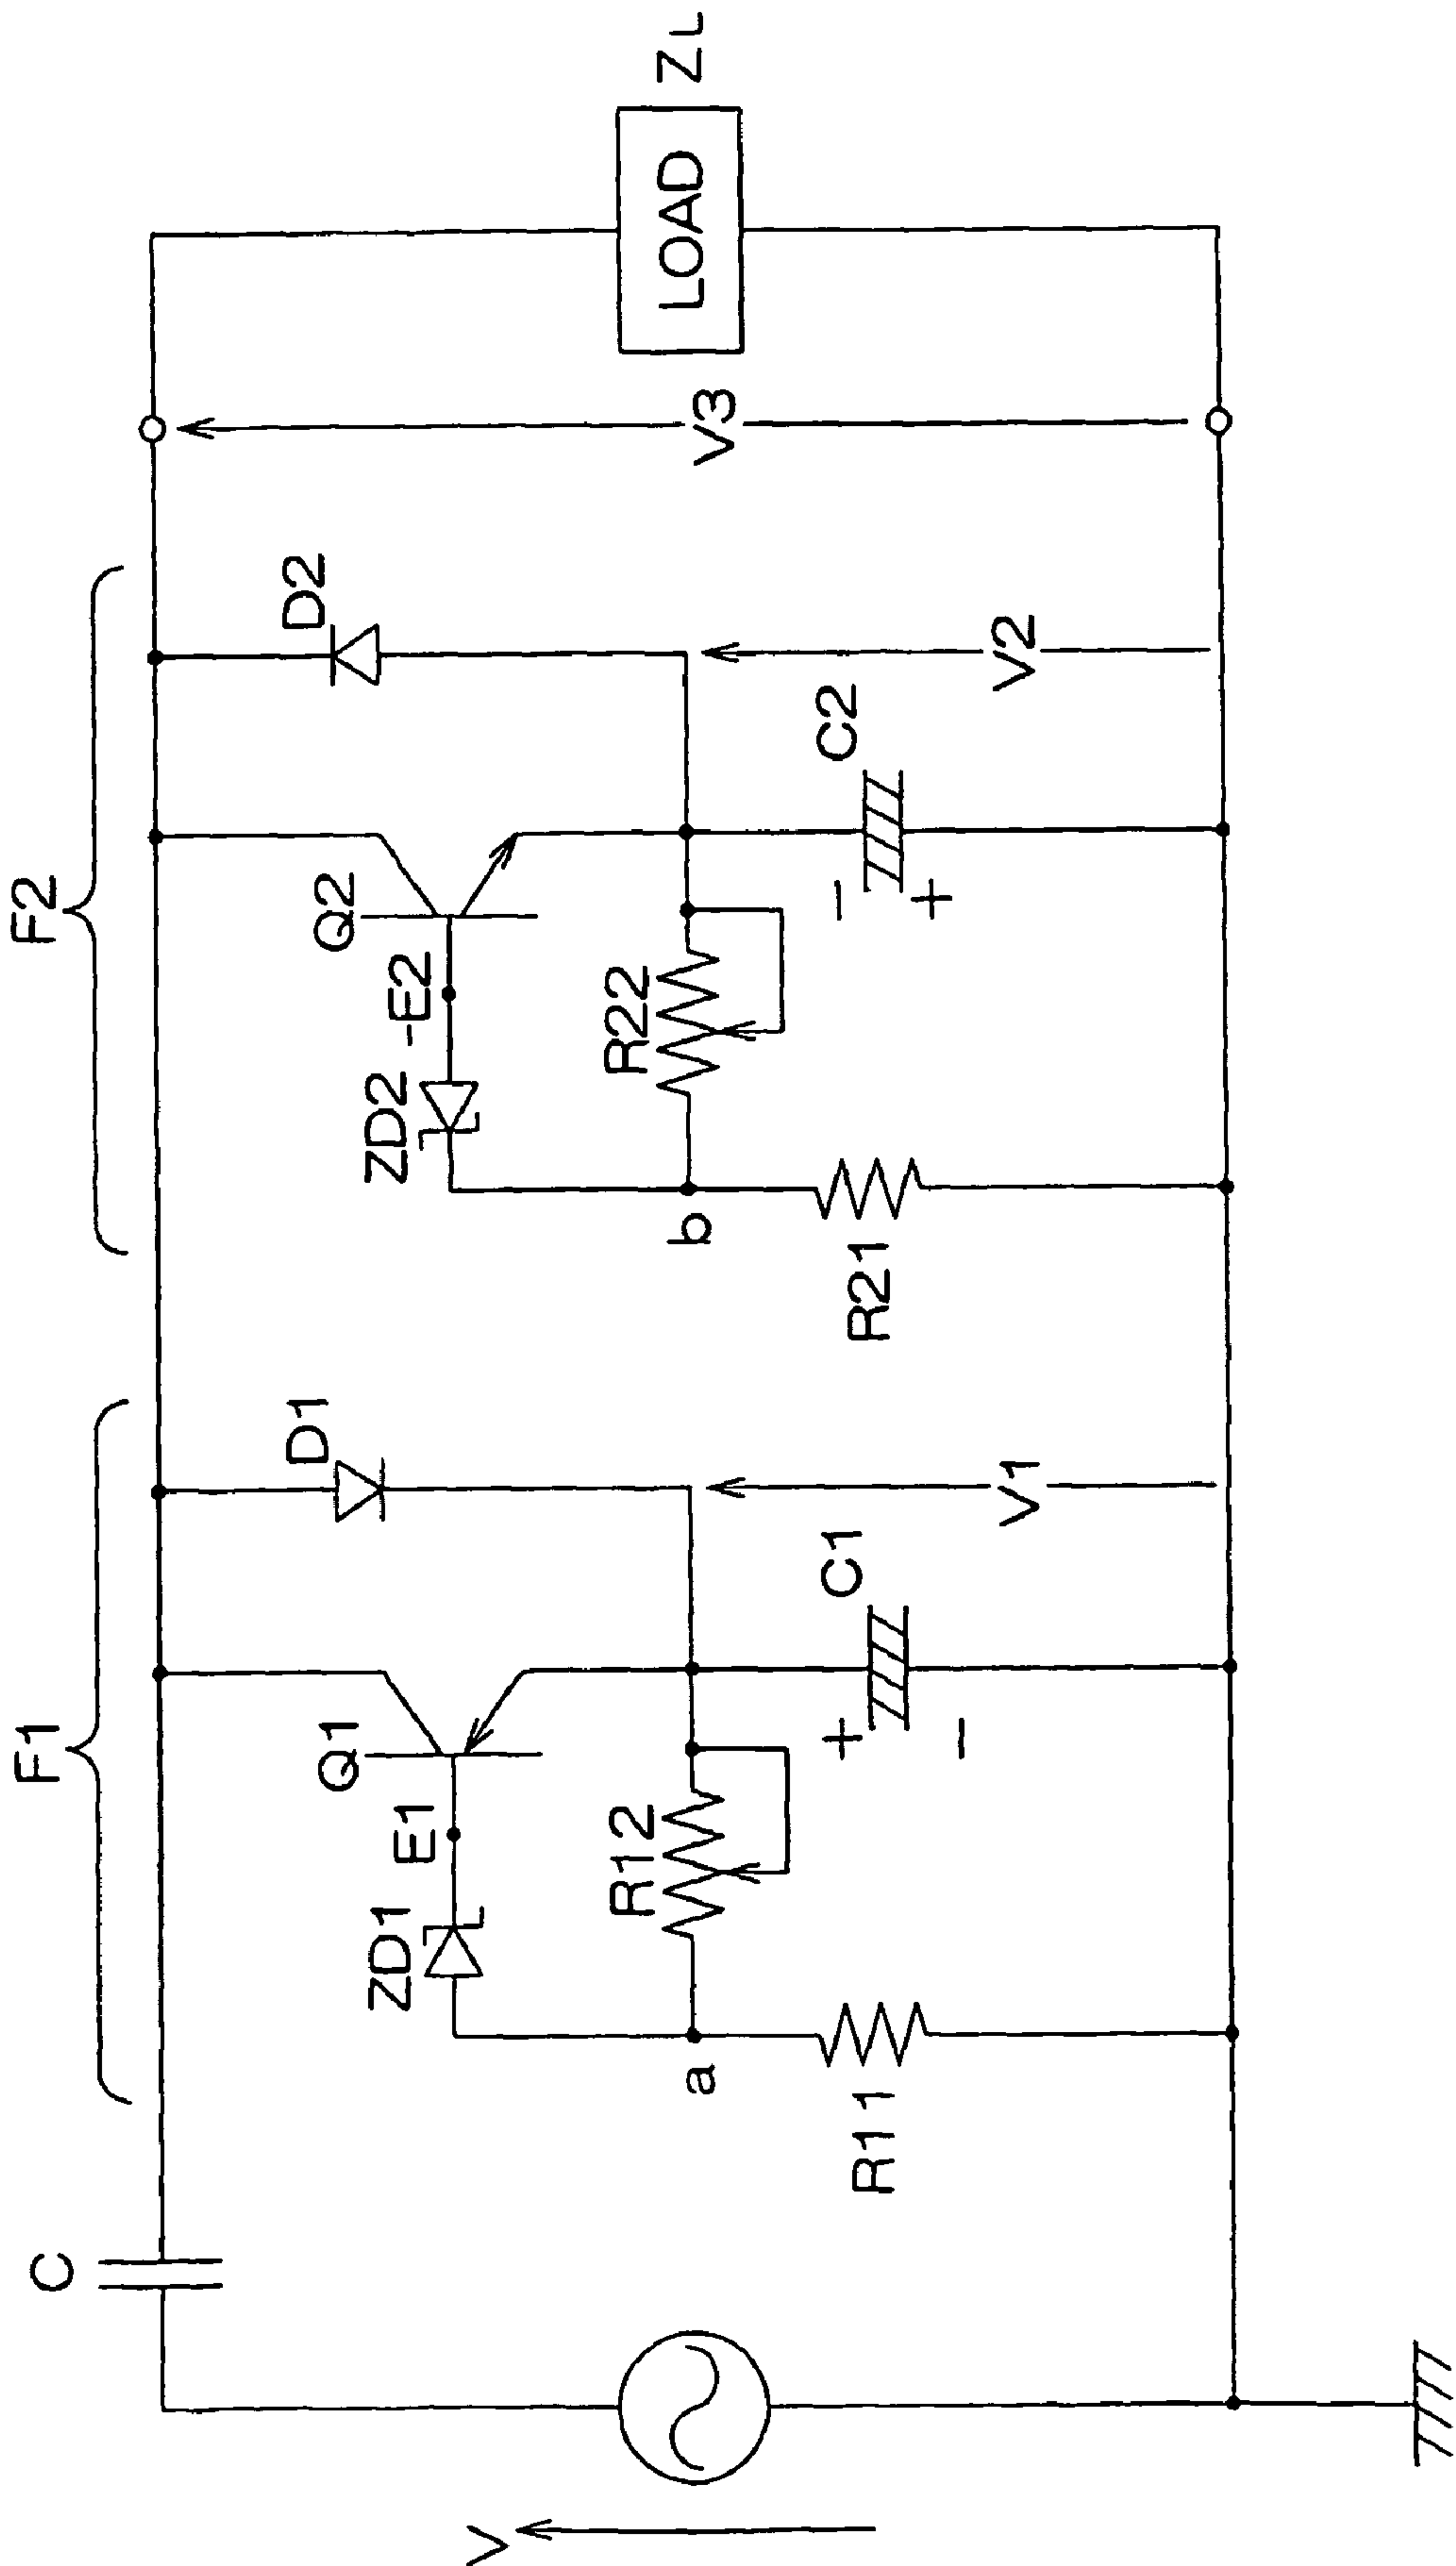 F1
F2
C
D1
D2
Q1
Q2
E1
-E2
ZD1
ZD2
R12
R22
a
b
C1
C2
+
-
-
+
R11
R21
V1
V2
V3
V
LOAD
ZL